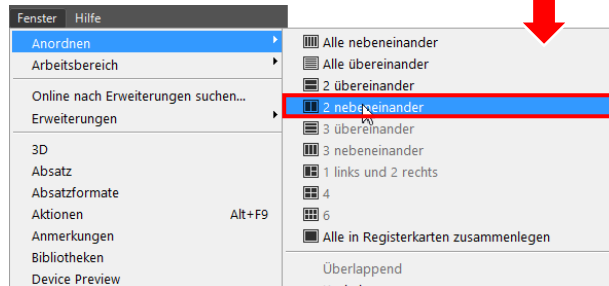 Fenster Hilfe
Anordnen
Arbeitsbereich
Online nach Erweiterungen suchen...
Erweiterungen
3D
Absatz
Absatzformate
Aktionen Alt+F9
Anmerkungen
Bibliotheken
Device Preview
Alle nebeneinander
Alle übereinander
2 übereinander
2 nebeneinander
3 übereinander
3 nebeneinander
1 links und 2 rechts
4
6
Alle in Registerkarten zusammenlegen
Überlappend